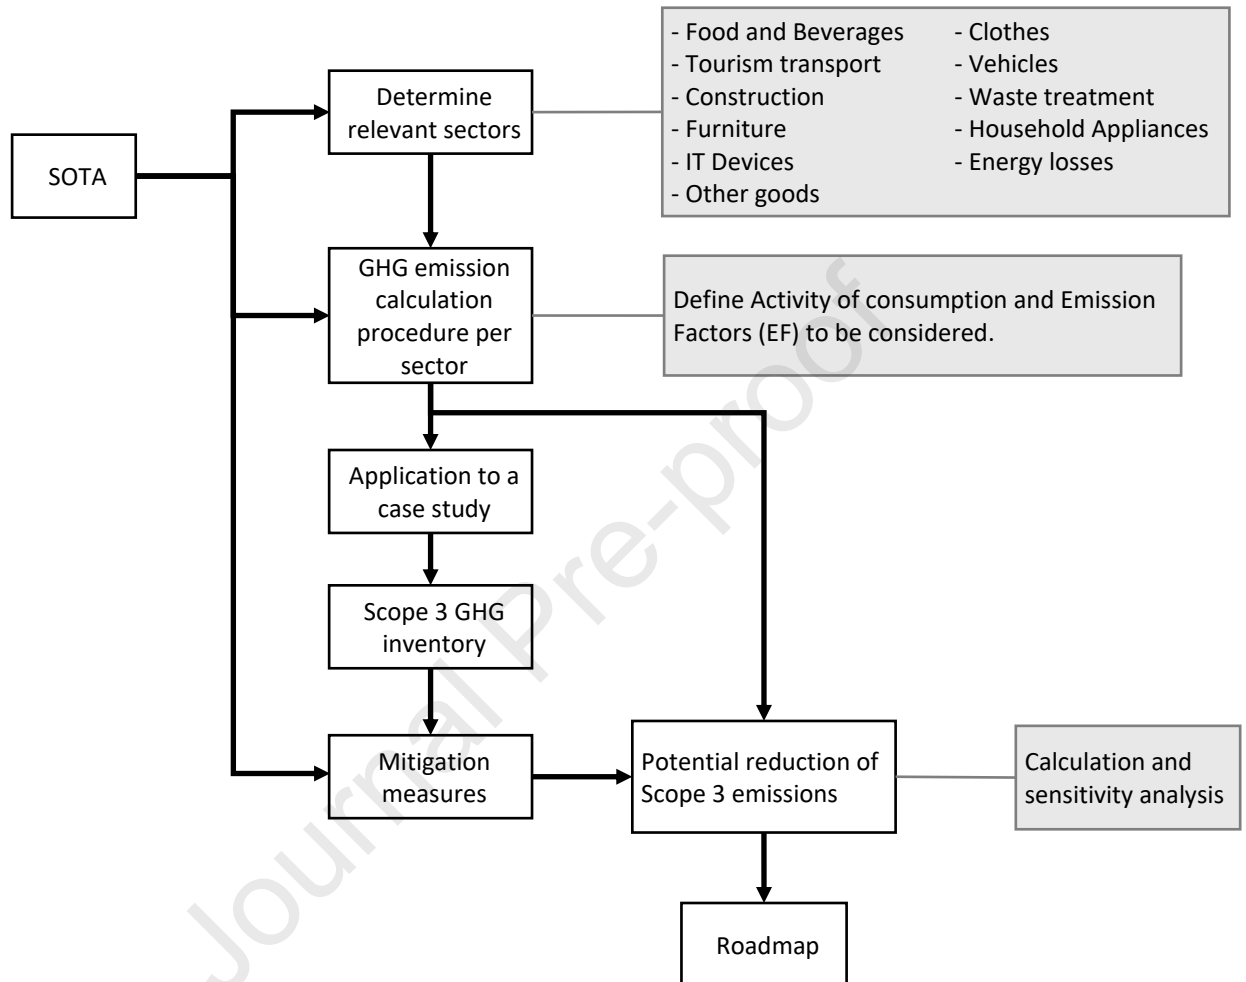 - Food and Beverages
- Tourism transport
- Construction
- Furniture
- IT Devices
- Other goods
- Clothes
- Vehicles
- Waste treatment
- Household Appliances
- Energy losses
Determine
relevant sectors
SOTA
GHG emission
calculation
procedure per
sector
Define Activity of consumption and Emission
Factors (EF) to be considered.
Application to a
case study
Scope 3 GHG
inventory
Mitigation
measures
Potential reduction of
Scope 3 emissions
Calculation and
sensitivity analysis
Roadmap
Journal Pre-proof